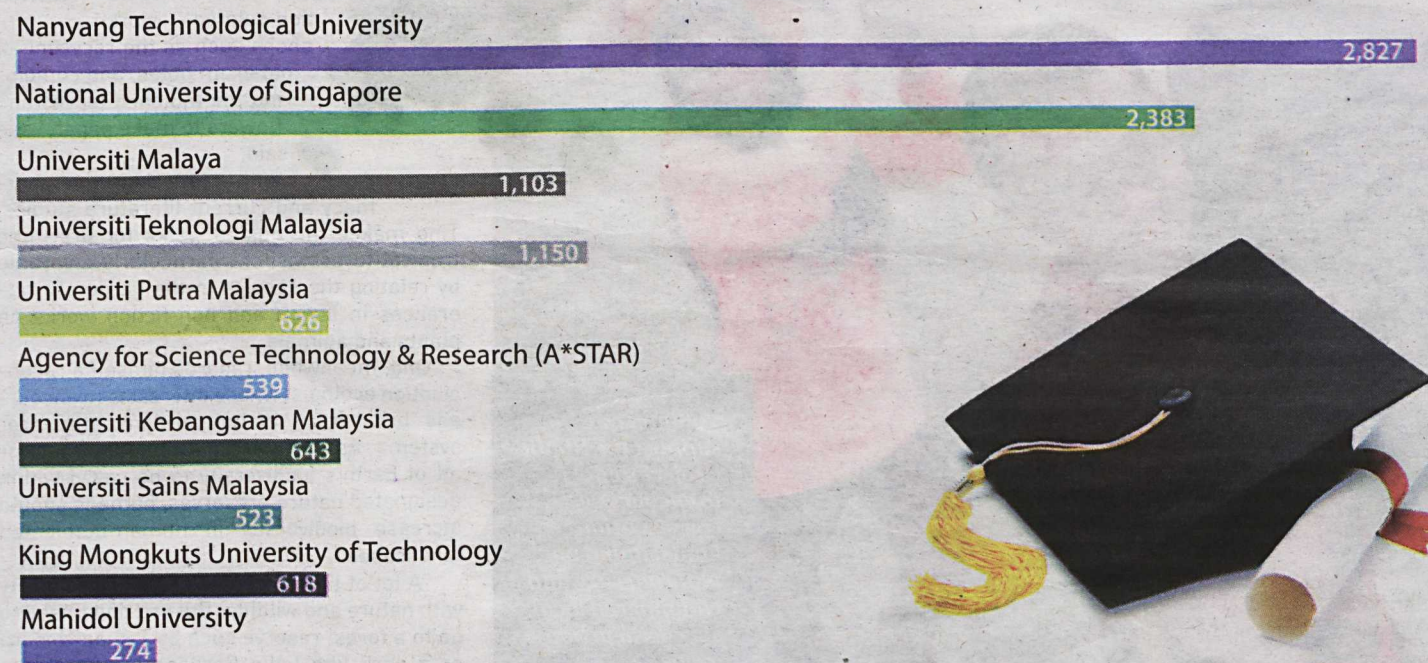 Nanyang Technological University
2,827
National University of Singapore
2,383
Universiti Malaya
1,103
Universiti Teknologi Malaysia
1,150
Universiti Putra Malaysia
626
Agency for Science Technology & Research (A*STAR)
539
Universiti Kebangsaan Malaysia
643
Universiti Sains Malaysia
523
King Mongkuts University of Technology
618
Mahidol University
274